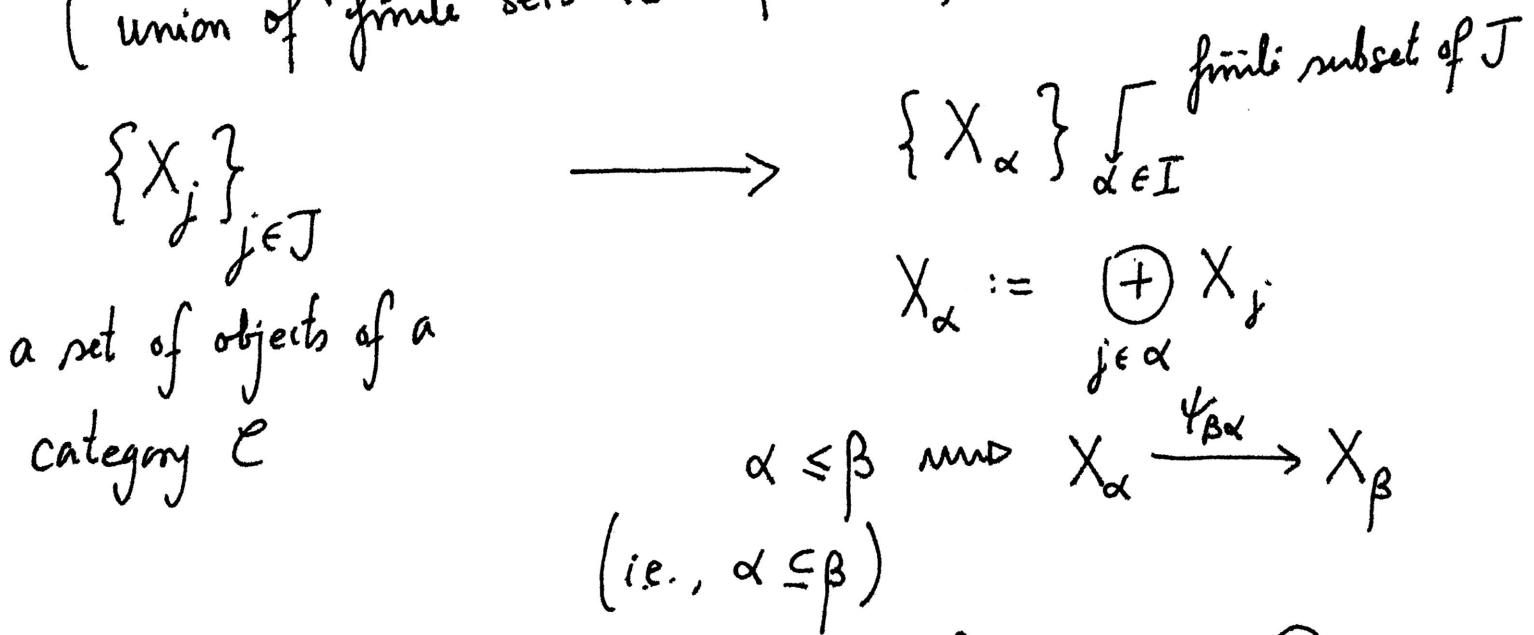 ( union of finite sets is
finite subset of J
{X_j}_{j∈J} ⟶ {X_α}_{α∈I}
X_α := ⊕_{j∈α} X_j
a set of objects of a
category C
α ≤ β ⇝ X_α —ψ_{βα}→ X_β
(i.e., α ⊆ β)